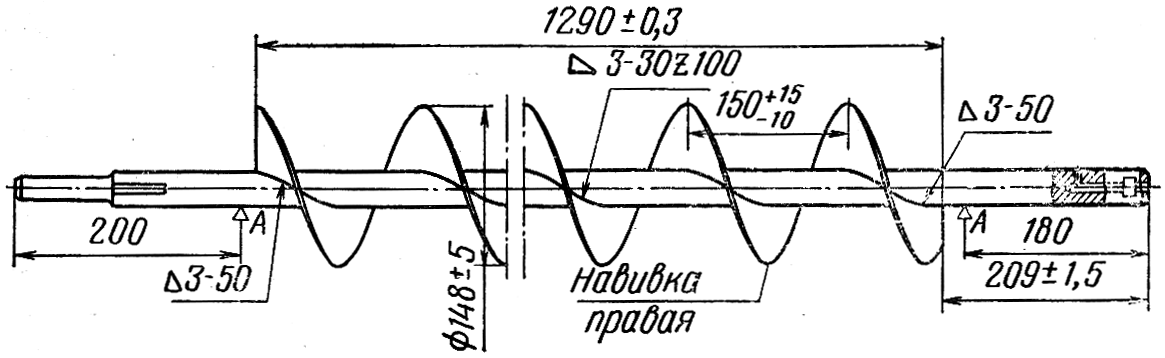 1290±0,3
⊿ 3-30Z100
150 +15 -10
⊿3-50
A
200
⊿3-50
ϕ148±5
Навивка
правая
A
180
209±1,5